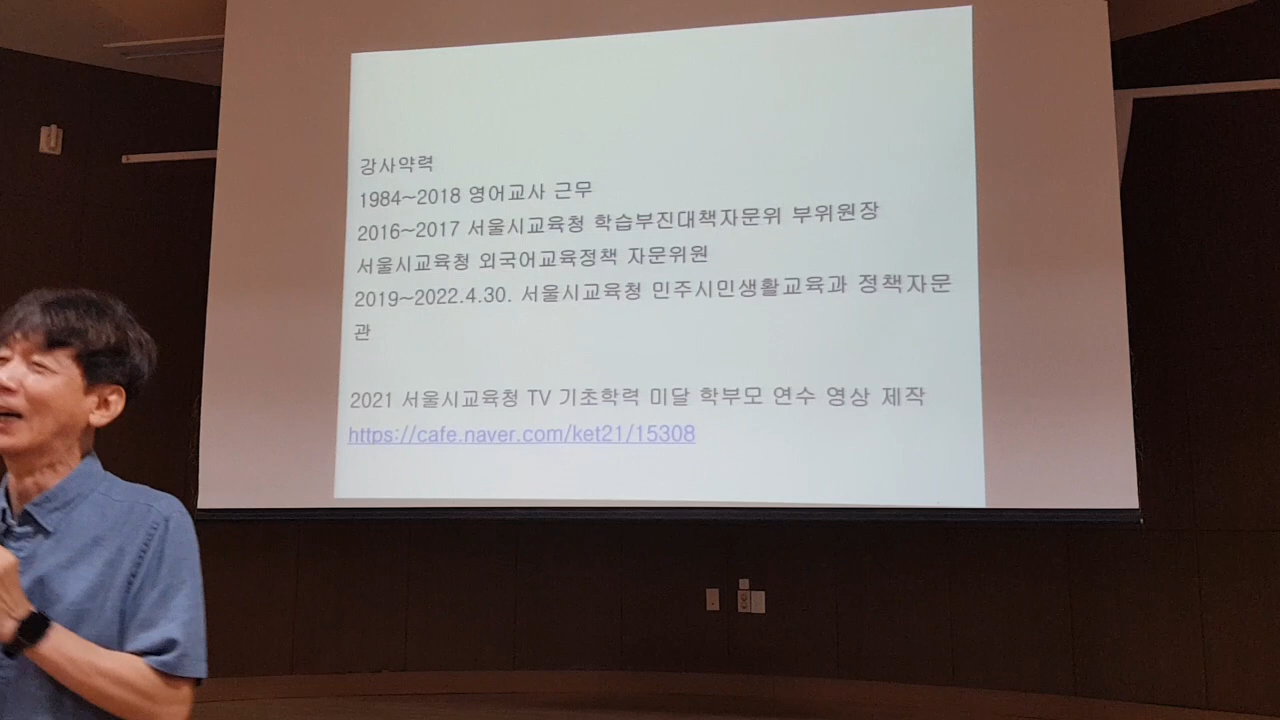 강사약력
1984~2018 영어교사 근무
2016~2017 서울시교육청 학습부진대책자문위 부위원장
서울시교육청 외국어교육정책 자문위원
2019~2022.4.30. 서울시교육청 민주시민생활교육과 정책자문
관
2021 서울시교육청 TV 기초학력 미달 학부모 연수 영상 제작
https://cafe.naver.com/ket21/15308